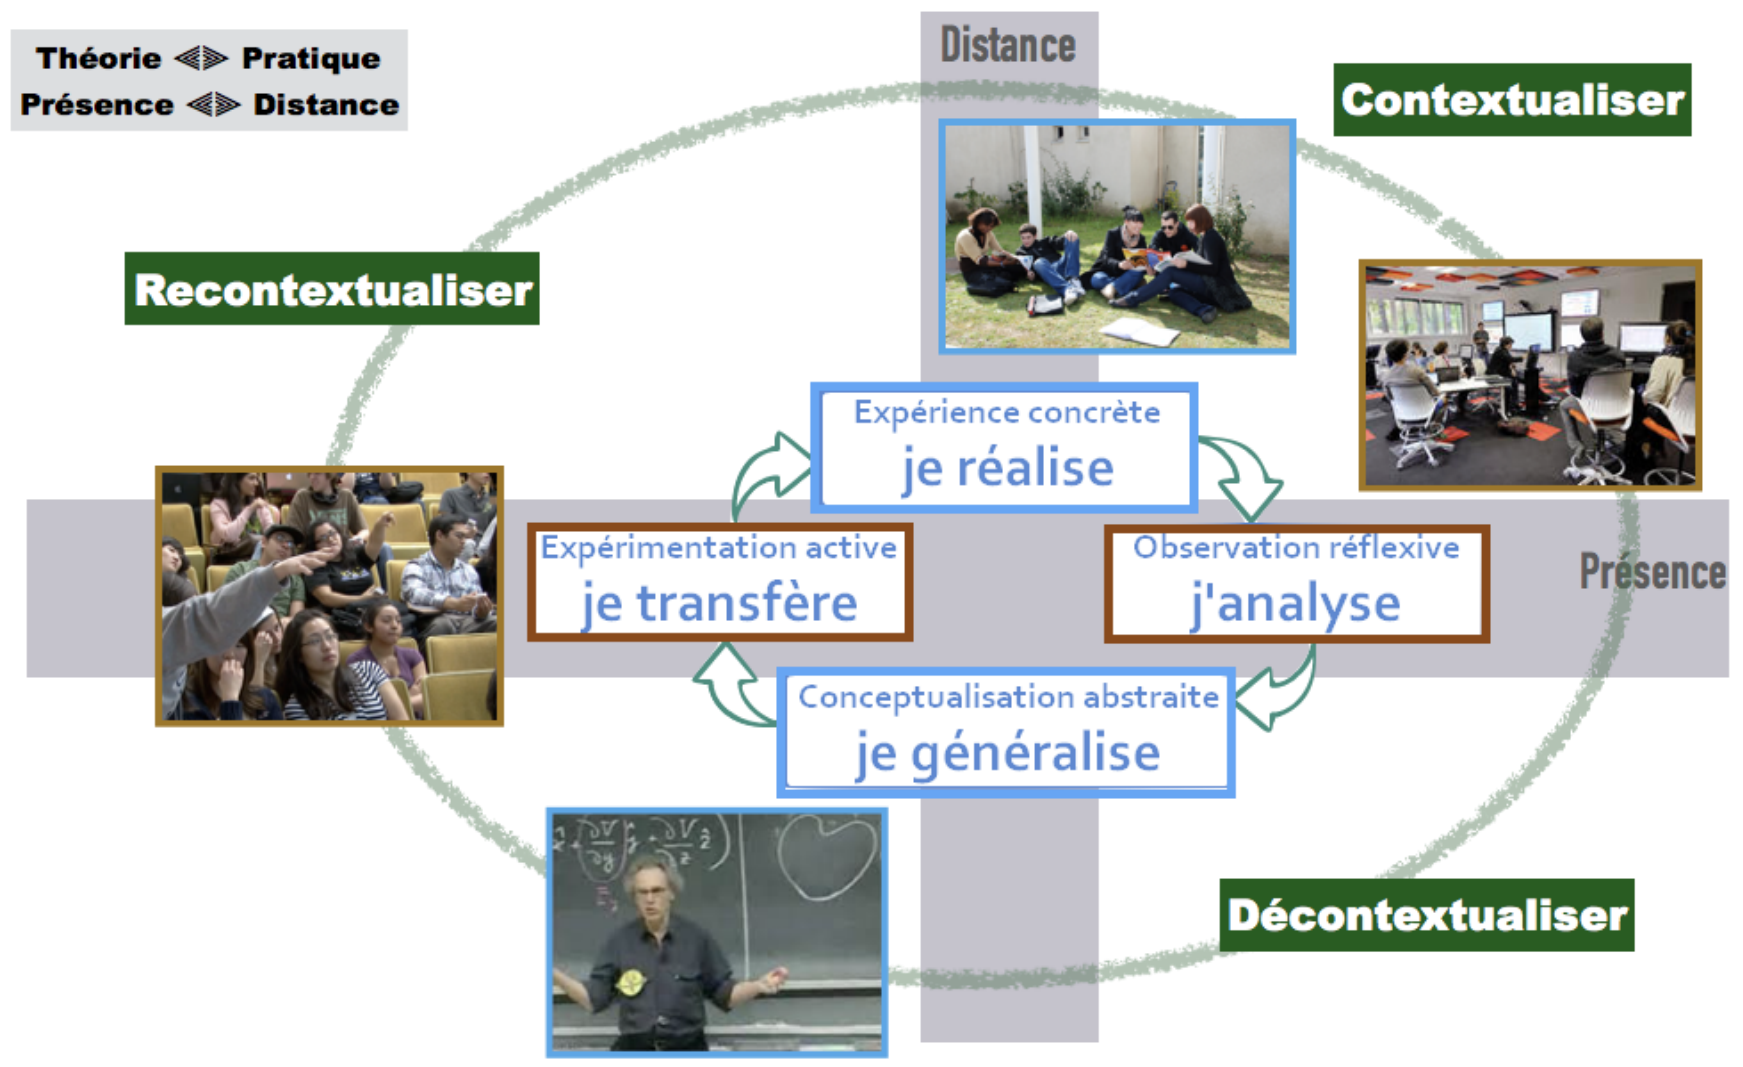 Théorie ⫷⫸ Pratique
Présence ⫷⫸ Distance
Distance
Contextualiser
Recontextualiser
Expérience concrète
je réalise
Expérimentation active
je transfère
Observation réflexive
j'analyse
Présence
Conceptualisation abstraite
je généralise
Décontextualiser